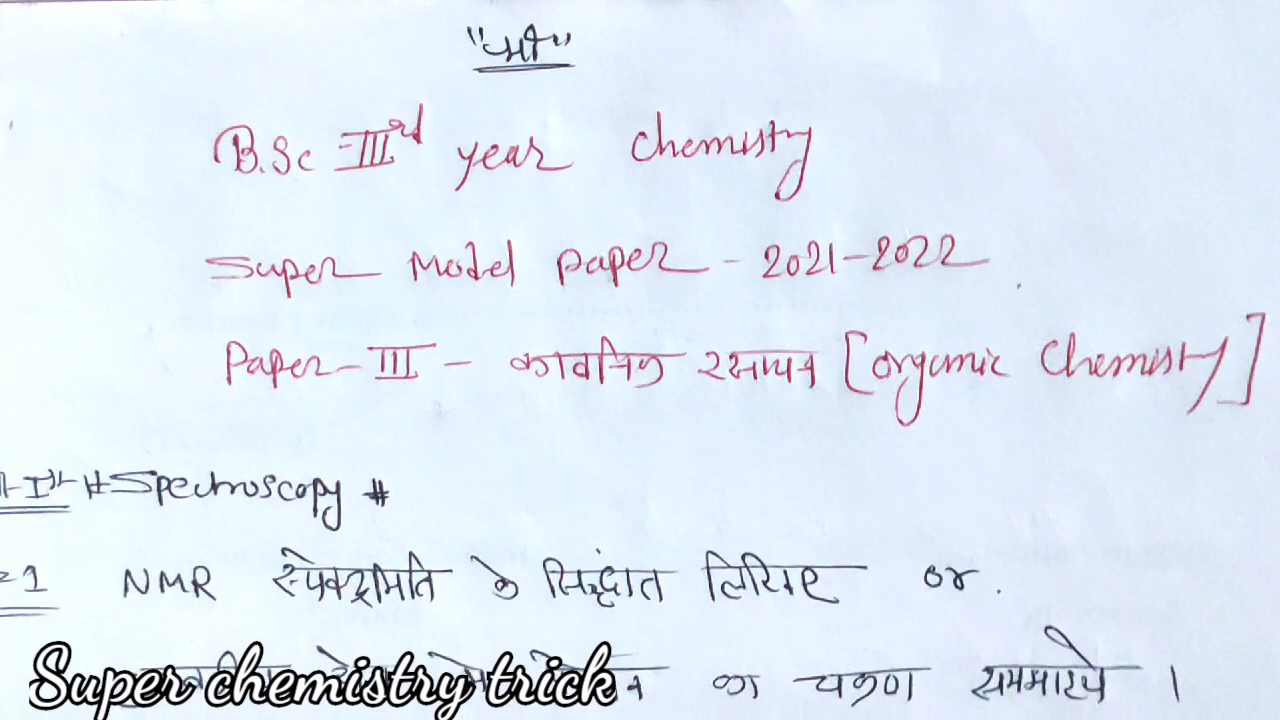 "श्री"
B.Sc -IIIrd year chemistry
Super Model paper - 2021-2022
Paper-III - कार्बनिक रसायन [organic Chemistry]
-I # Spectroscopy #
=1 NMR स्पेक्ट्रामिति के सिद्धांत लिखिए or.
का चक्रण समझाइये ।
Super chemistry trick